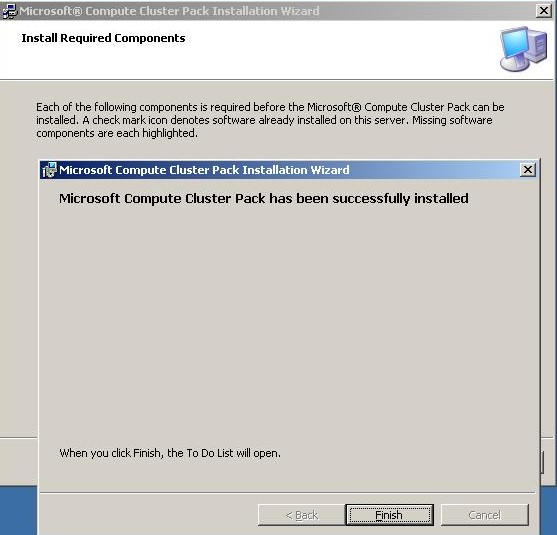 Microsoft® Compute Cluster Pack Installation Wizard
Install Required Components
Each of the following components is required before the Microsoft® Compute Cluster Pack can be
installed. A check mark icon denotes software already installed on this server. Missing software
components are each highlighted.
Microsoft Compute Cluster Pack Installation Wizard
Microsoft Compute Cluster Pack has been successfully installed
When you click Finish, the To Do List will open.
< Back Finish Cancel